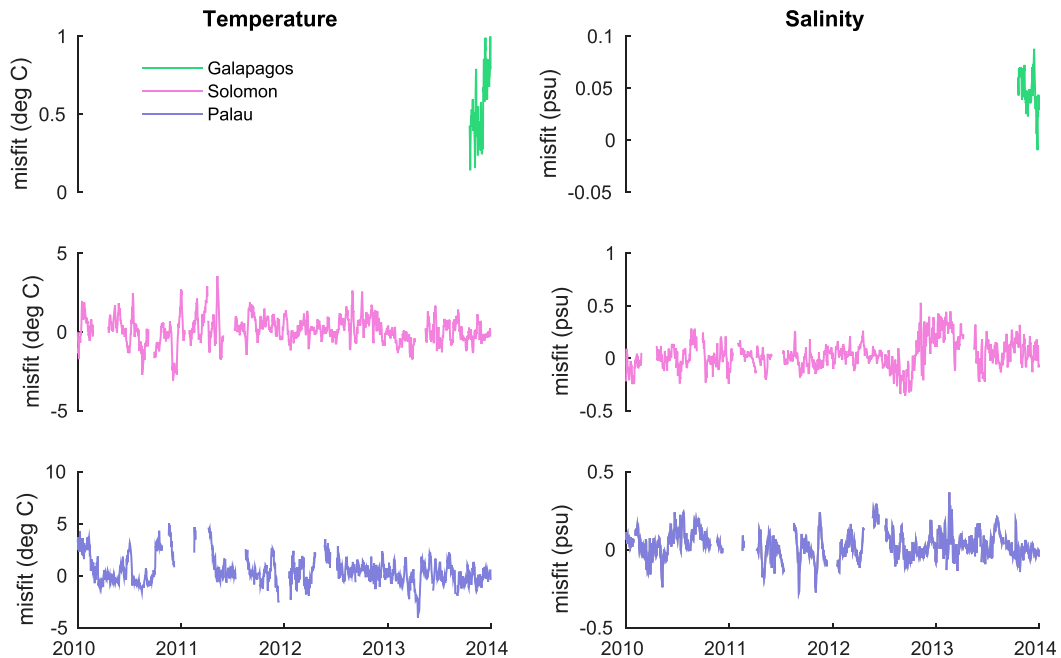 Temperature
Salinity
misfit (deg C)
1
0.5
0
Galapagos
Solomon
Palau
misfit (psu)
0.1
0.05
0
-0.05
misfit (deg C)
5
0
-5
misfit (psu)
1
0.5
0
-0.5
misfit (deg C)
10
5
0
-5
2010 2011 2012 2013 2014
misfit (psu)
0.5
0
-0.5
2010 2011 2012 2013 2014